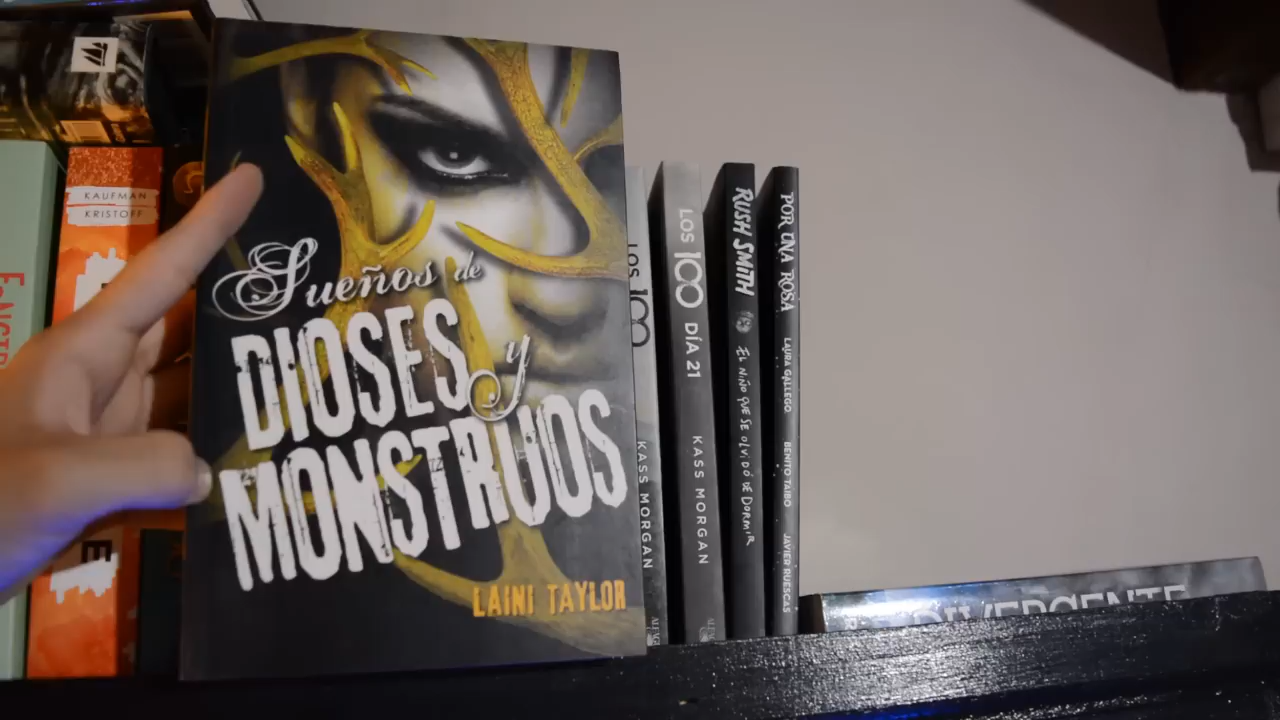 Sueños de
DIOSES y
MONSTRUOS
LAINI TAYLOR
KAUFMAN
KRISTOFF
LOS 100
KASS MORGAN
LOS 100 DÍA 21
KASS MORGAN
RUSH SMITH
EL NIÑO QUE SE OLVIDÓ DE DORMIR
POR UNA ROSA
LAURA GALLEGO BENITO TAIBO JAVIER RUESCAS
DIVERGENTE